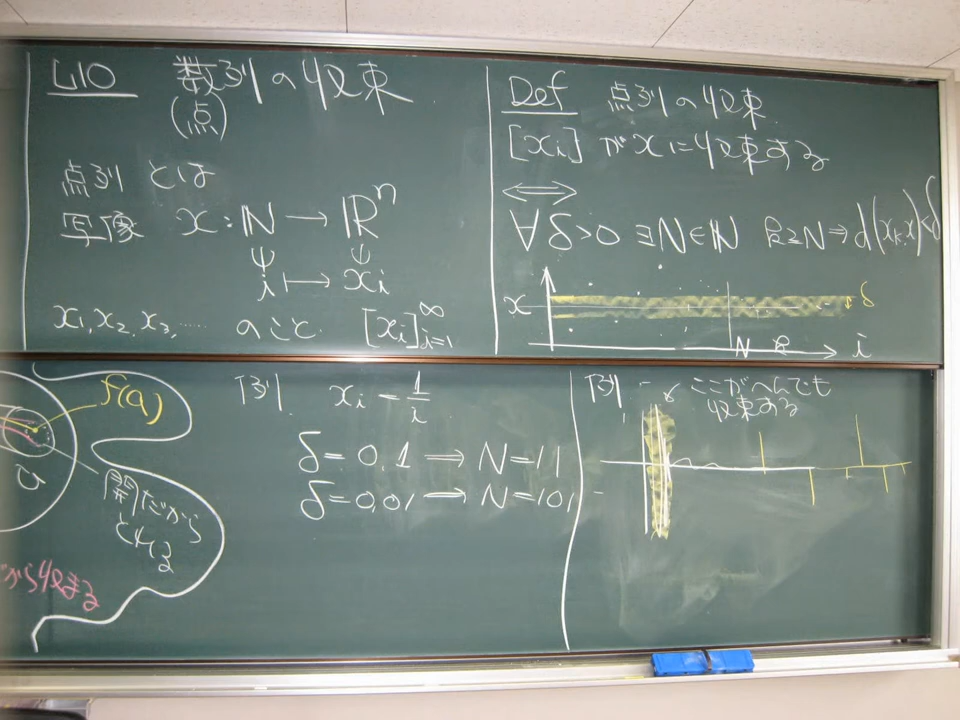 L10 数列の収束
(点)
点列とは
写像 x:ℕ→ℝⁿ
Ψ Ψ
i ↦ xᵢ
x₁,x₂,x₃,…… のこと [xᵢ]_{i=1}^∞
Def 点列の収束
[xᵢ]がxに収束する
⟺
∀δ>0 ∃N∈ℕ k≧N⇒d(xₖ,x)<δ
x δ
N k i
f(a)
a
開だから
とれる
から収まる
例 xᵢ=1/i
δ=0.1→N=11
δ=0.01→N=101
例 ここがへんでも
収束する